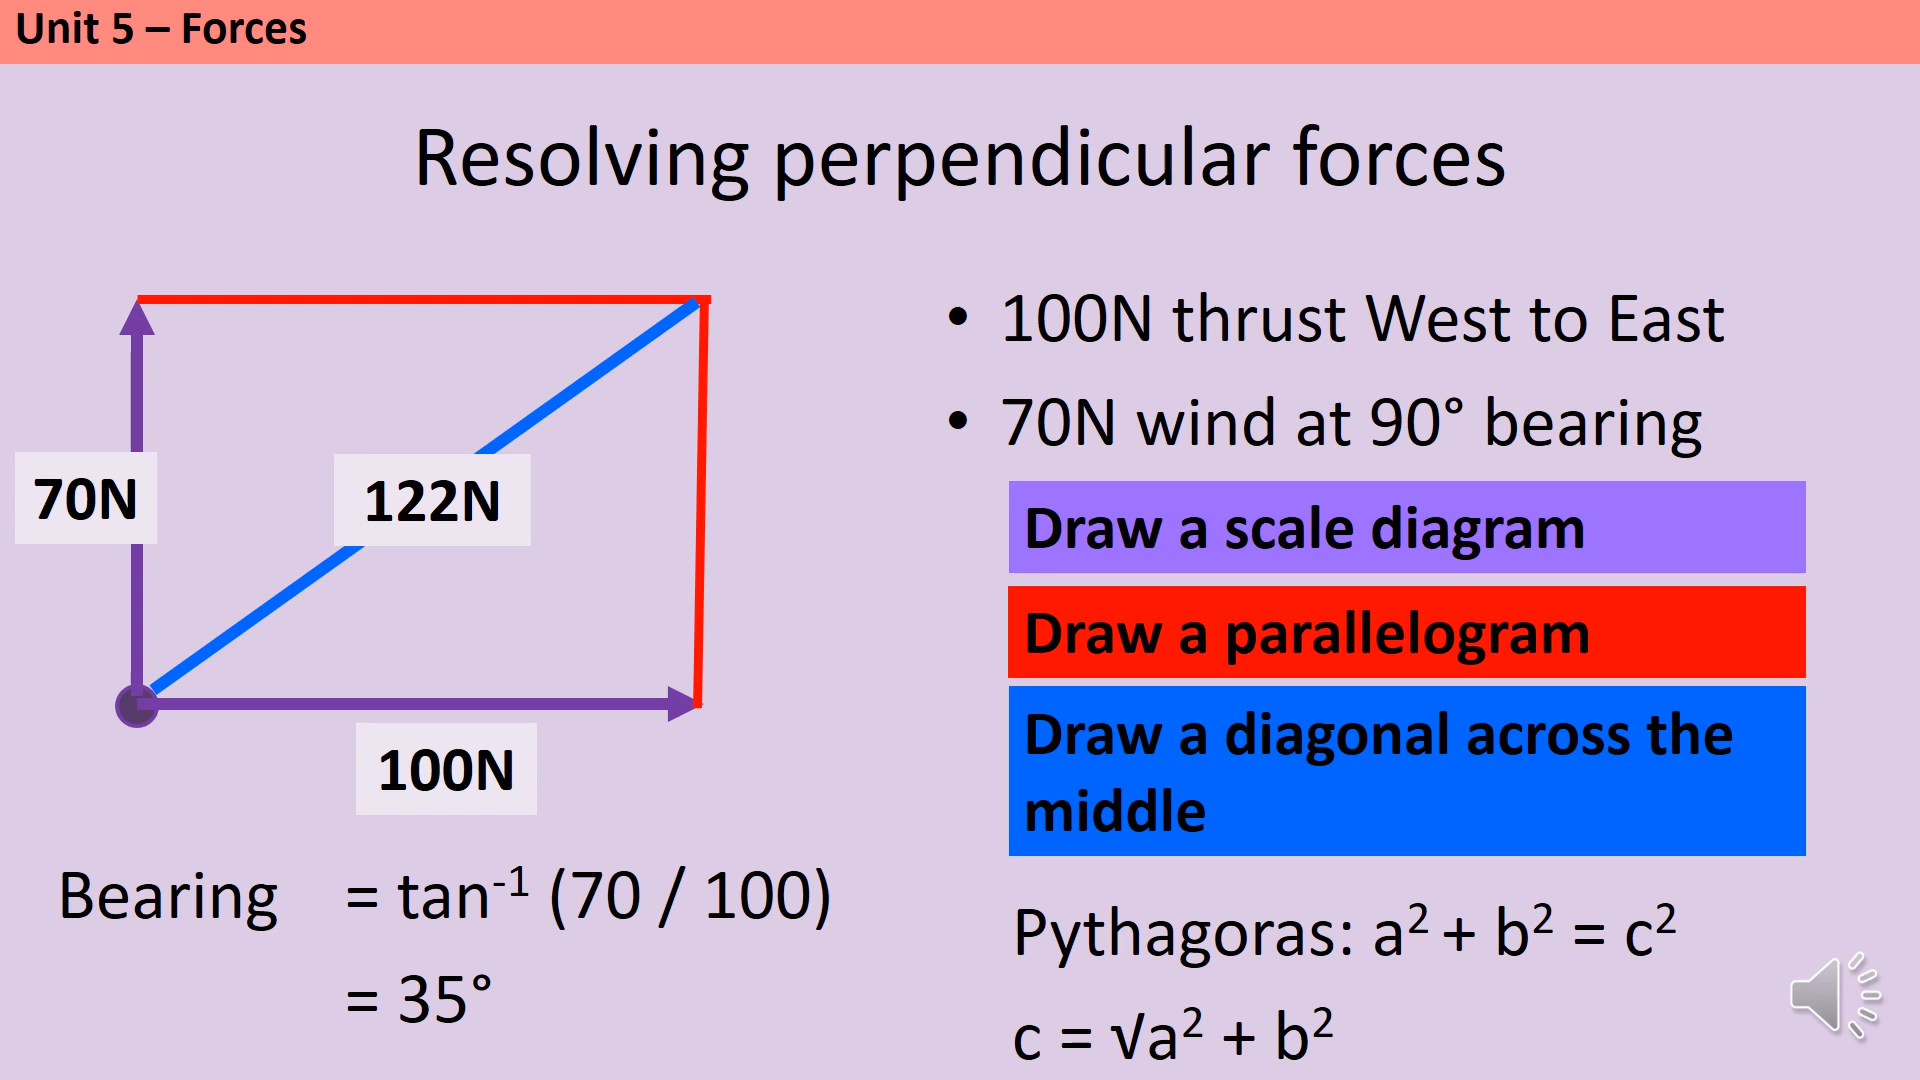 Unit 5 – Forces
Resolving perpendicular forces
• 100N thrust West to East
• 70N wind at 90° bearing
70N
122N
100N
Draw a scale diagram
Draw a parallelogram
Draw a diagonal across the
middle
Bearing = tan⁻¹ (70 / 100)
= 35°
Pythagoras: a² + b² = c²
c = √a² + b²